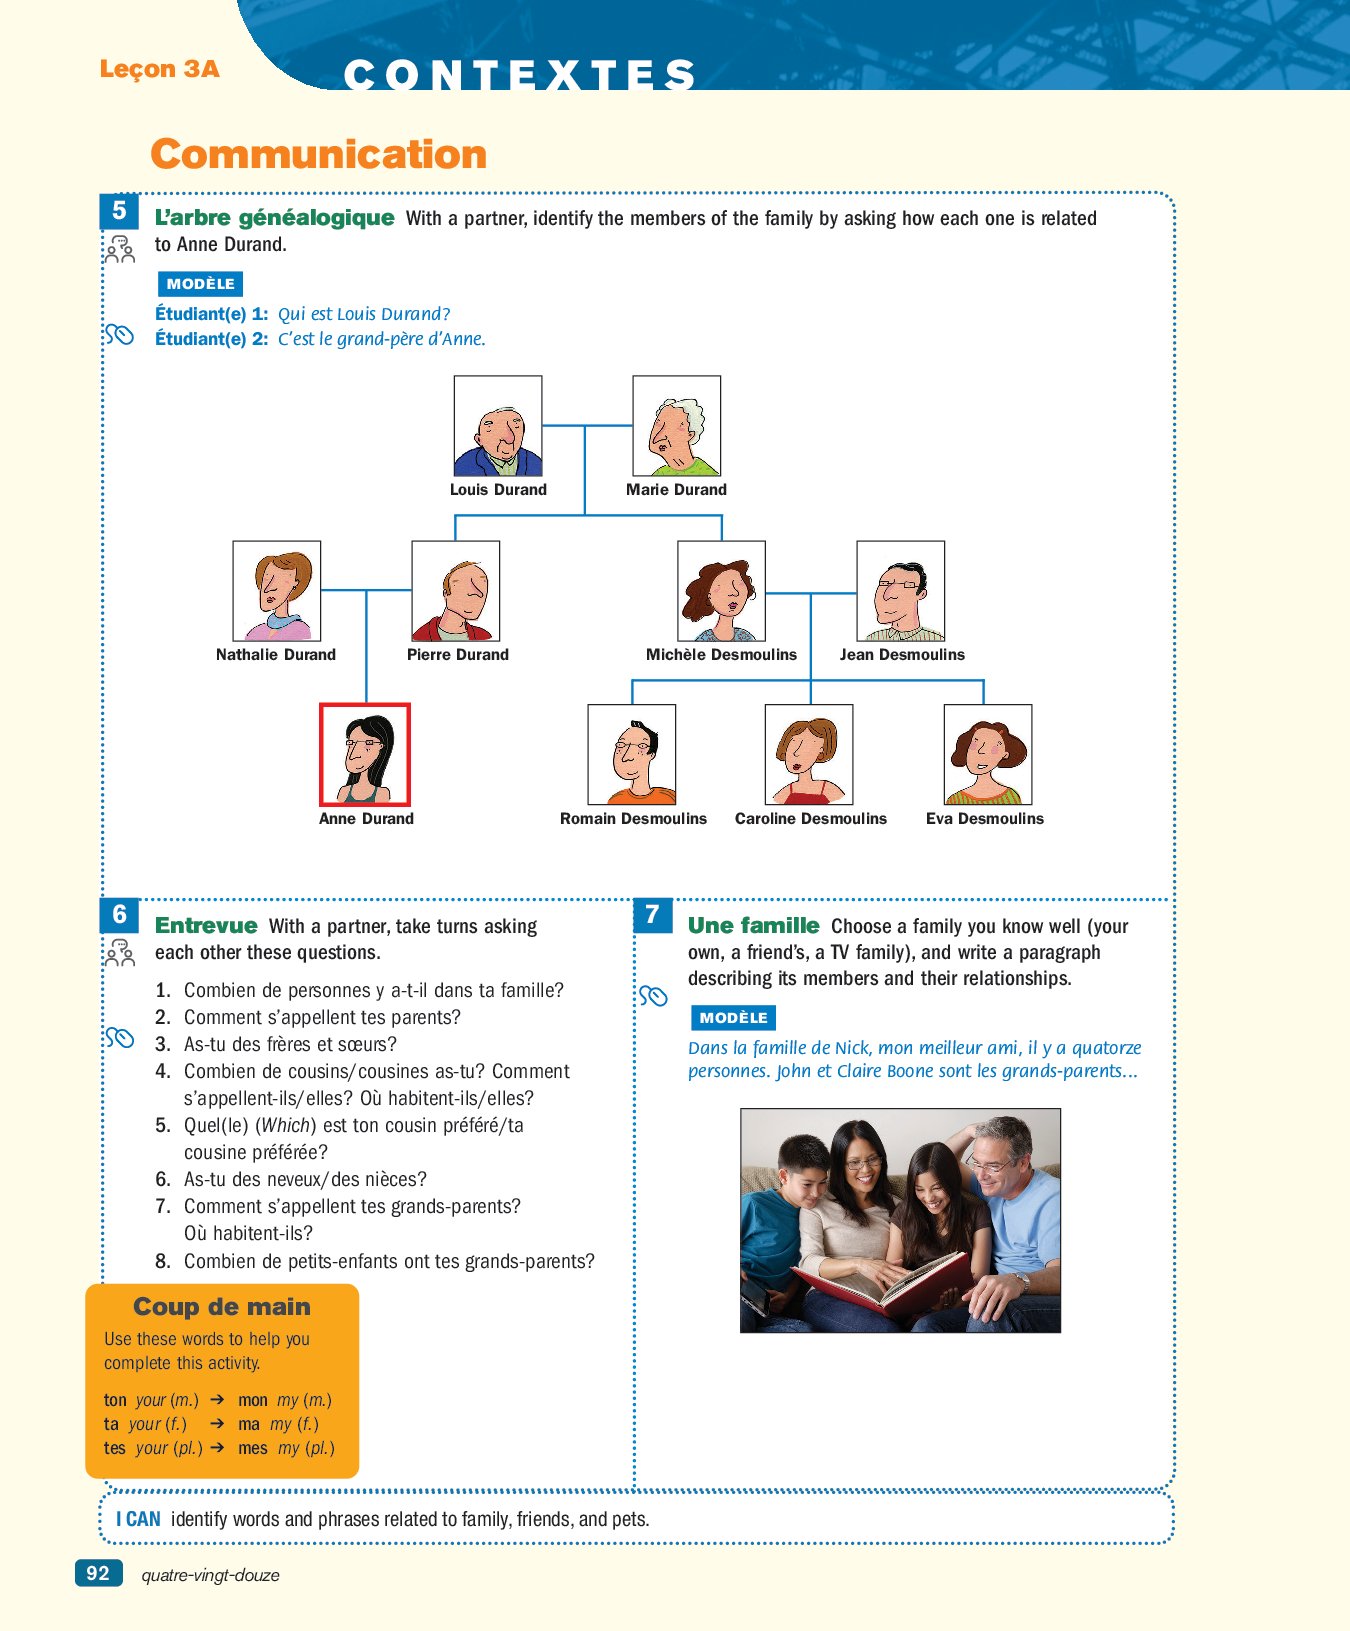 Leçon 3A
CONTEXTES
Communication
5
L'arbre généalogique With a partner, identify the members of the family by asking how each one is related
to Anne Durand.
MODÈLE
Étudiant(e) 1: Qui est Louis Durand?
Étudiant(e) 2: C'est le grand-père d'Anne.
Louis Durand
Marie Durand
Nathalie Durand
Pierre Durand
Michèle Desmoulins
Jean Desmoulins
Anne Durand
Romain Desmoulins
Caroline Desmoulins
Eva Desmoulins
6
Entrevue With a partner, take turns asking
each other these questions.
1. Combien de personnes y a-t-il dans ta famille?
2. Comment s'appellent tes parents?
3. As-tu des frères et sœurs?
4. Combien de cousins/cousines as-tu? Comment
s'appellent-ils/elles? Où habitent-ils/elles?
5. Quel(le) (Which) est ton cousin préféré/ta
cousine préférée?
6. As-tu des neveux/des nièces?
7. Comment s'appellent tes grands-parents?
Où habitent-ils?
8. Combien de petits-enfants ont tes grands-parents?
Coup de main
Use these words to help you
complete this activity.
ton your (m.) ➔ mon my (m.)
ta your (f.) ➔ ma my (f.)
tes your (pl.) ➔ mes my (pl.)
7
Une famille Choose a family you know well (your
own, a friend's, a TV family), and write a paragraph
describing its members and their relationships.
MODÈLE
Dans la famille de Nick, mon meilleur ami, il y a quatorze
personnes. John et Claire Boone sont les grands-parents...
I CAN identify words and phrases related to family, friends, and pets.
92
quatre-vingt-douze